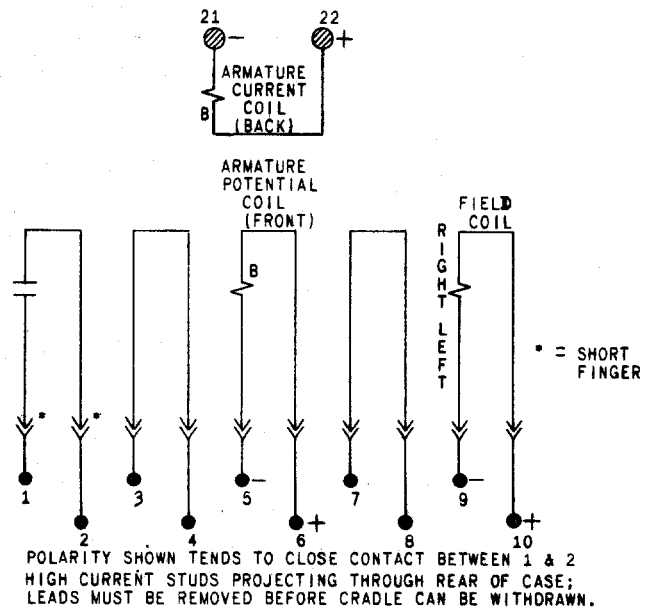 21 22
- +
ARMATURE
CURRENT
COIL
(BACK)
B
ARMATURE
POTENTIAL
COIL
(FRONT)
FIELD
COIL
B
RIGHT LEFT
* = SHORT
FINGER
* *
- -
1 3 5 7 9
+ +
2 4 6 8 10
POLARITY SHOWN TENDS TO CLOSE CONTACT BETWEEN 1 & 2
HIGH CURRENT STUDS PROJECTING THROUGH REAR OF CASE;
LEADS MUST BE REMOVED BEFORE CRADLE CAN BE WITHDRAWN.